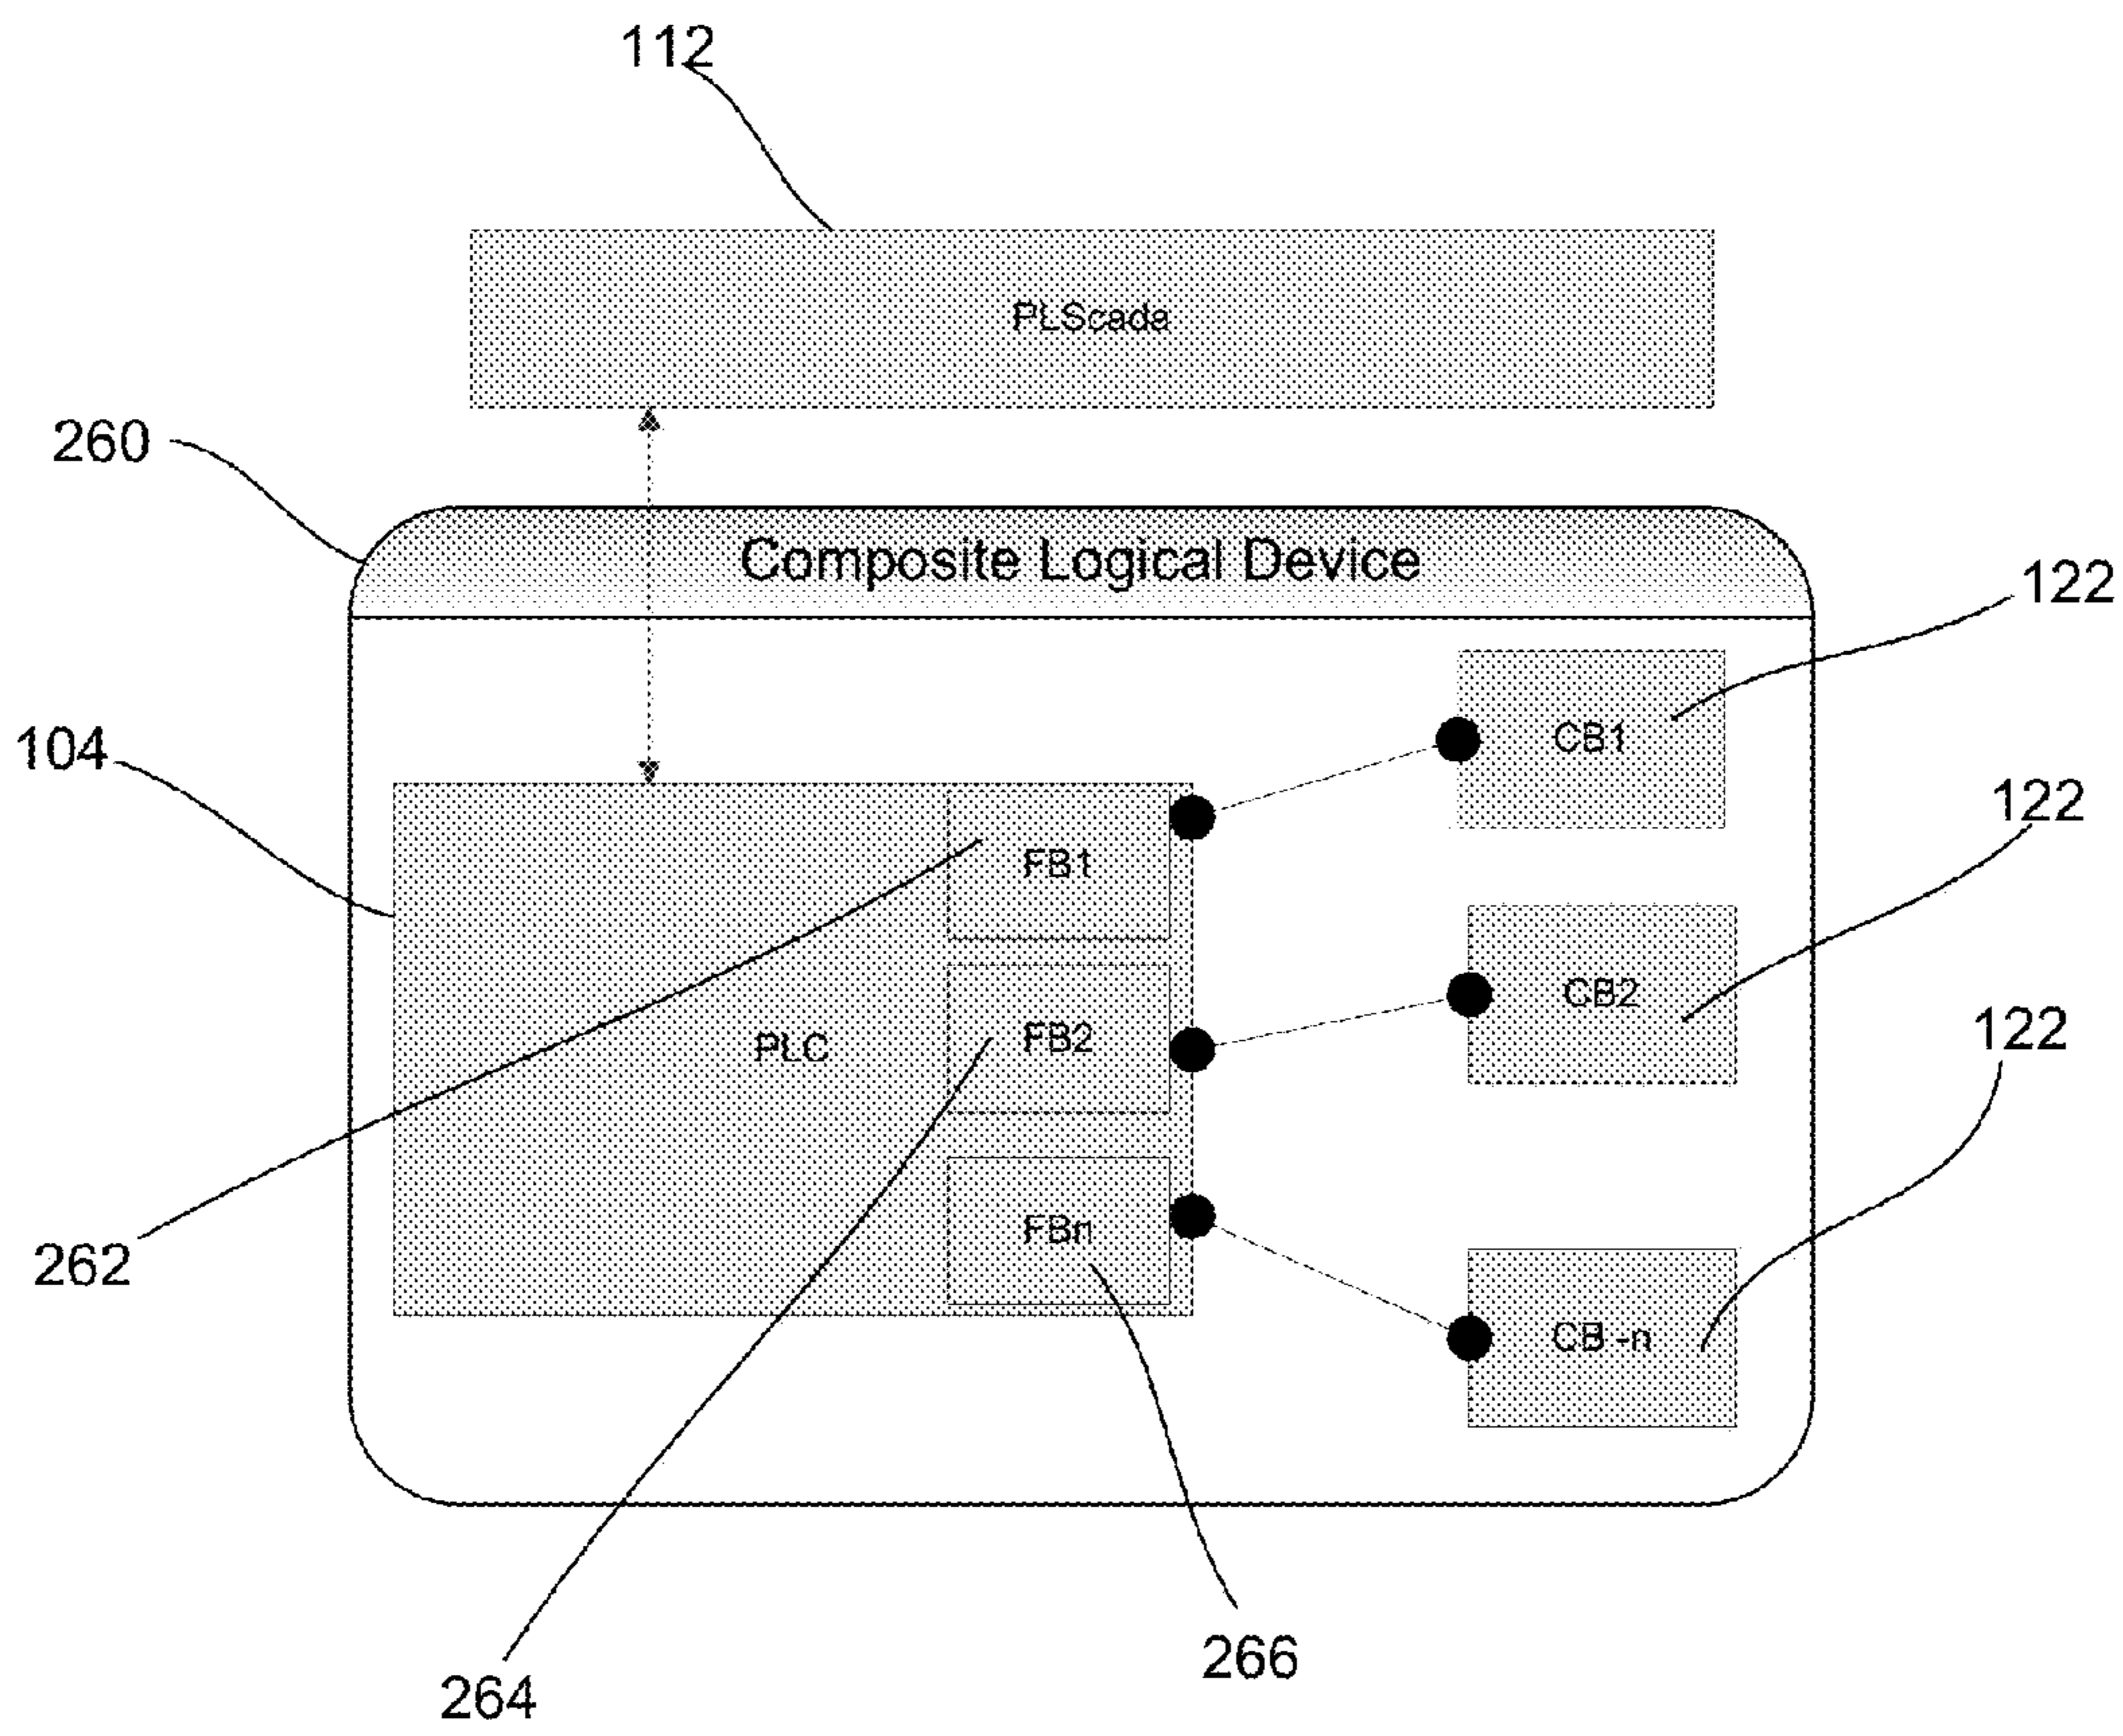 112
PLScada
260
Composite Logical Device
122
104
CB1
122
FB1
CB2
122
PLC
FB2
FBn
262
CB -n
266
264